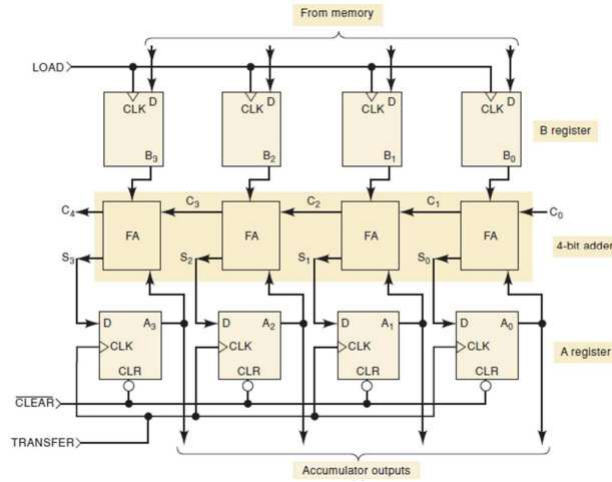 From memory
LOAD
D D D D
CLK CLK CLK CLK
B register
B₃ B₂ B₁ B₀
C₄ C₃ C₂ C₁ C₀
FA FA FA FA
4-bit adder
S₃ S₂ S₁ S₀
D A₃ D A₂ D A₁ D A₀
CLK CLK CLK CLK
A register
CLR CLR CLR CLR
CLEAR
TRANSFER
Accumulator outputs